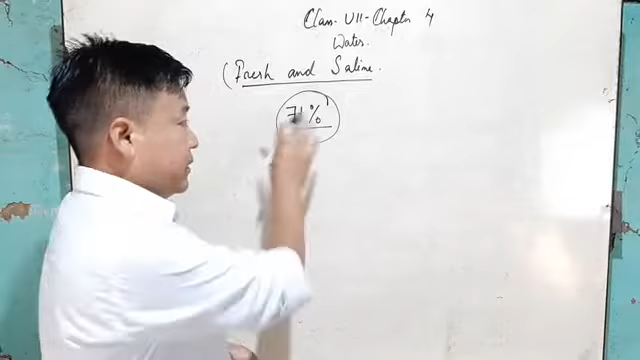 Class - VII - Chapter 4
Water.
(Fresh and Saline.
71%